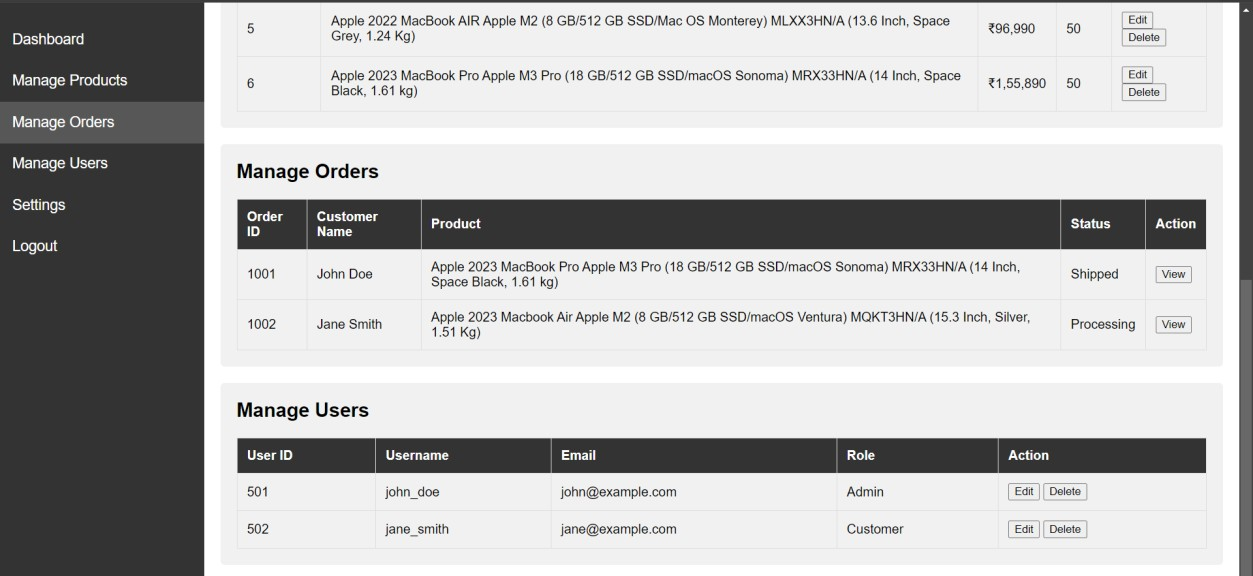 Dashboard
Manage Products
Manage Orders
Manage Users
Settings
Logout
5
Apple 2022 MacBook AIR Apple M2 (8 GB/512 GB SSD/Mac OS Monterey) MLXX3HN/A (13.6 Inch, Space
Grey, 1.24 Kg)
₹96,990
50
Edit
Delete
6
Apple 2023 MacBook Pro Apple M3 Pro (18 GB/512 GB SSD/macOS Sonoma) MRX33HN/A (14 Inch, Space
Black, 1.61 kg)
₹1,55,890
50
Edit
Delete
Manage Orders
Order
ID
Customer
Name
Product
Status
Action
1001
John Doe
Apple 2023 MacBook Pro Apple M3 Pro (18 GB/512 GB SSD/macOS Sonoma) MRX33HN/A (14 Inch,
Space Black, 1.61 kg)
Shipped
View
1002
Jane Smith
Apple 2023 Macbook Air Apple M2 (8 GB/512 GB SSD/macOS Ventura) MQKT3HN/A (15.3 Inch, Silver,
1.51 Kg)
Processing
View
Manage Users
User ID
Username
Email
Role
Action
501
john_doe
john@example.com
Admin
Edit
Delete
502
jane_smith
jane@example.com
Customer
Edit
Delete